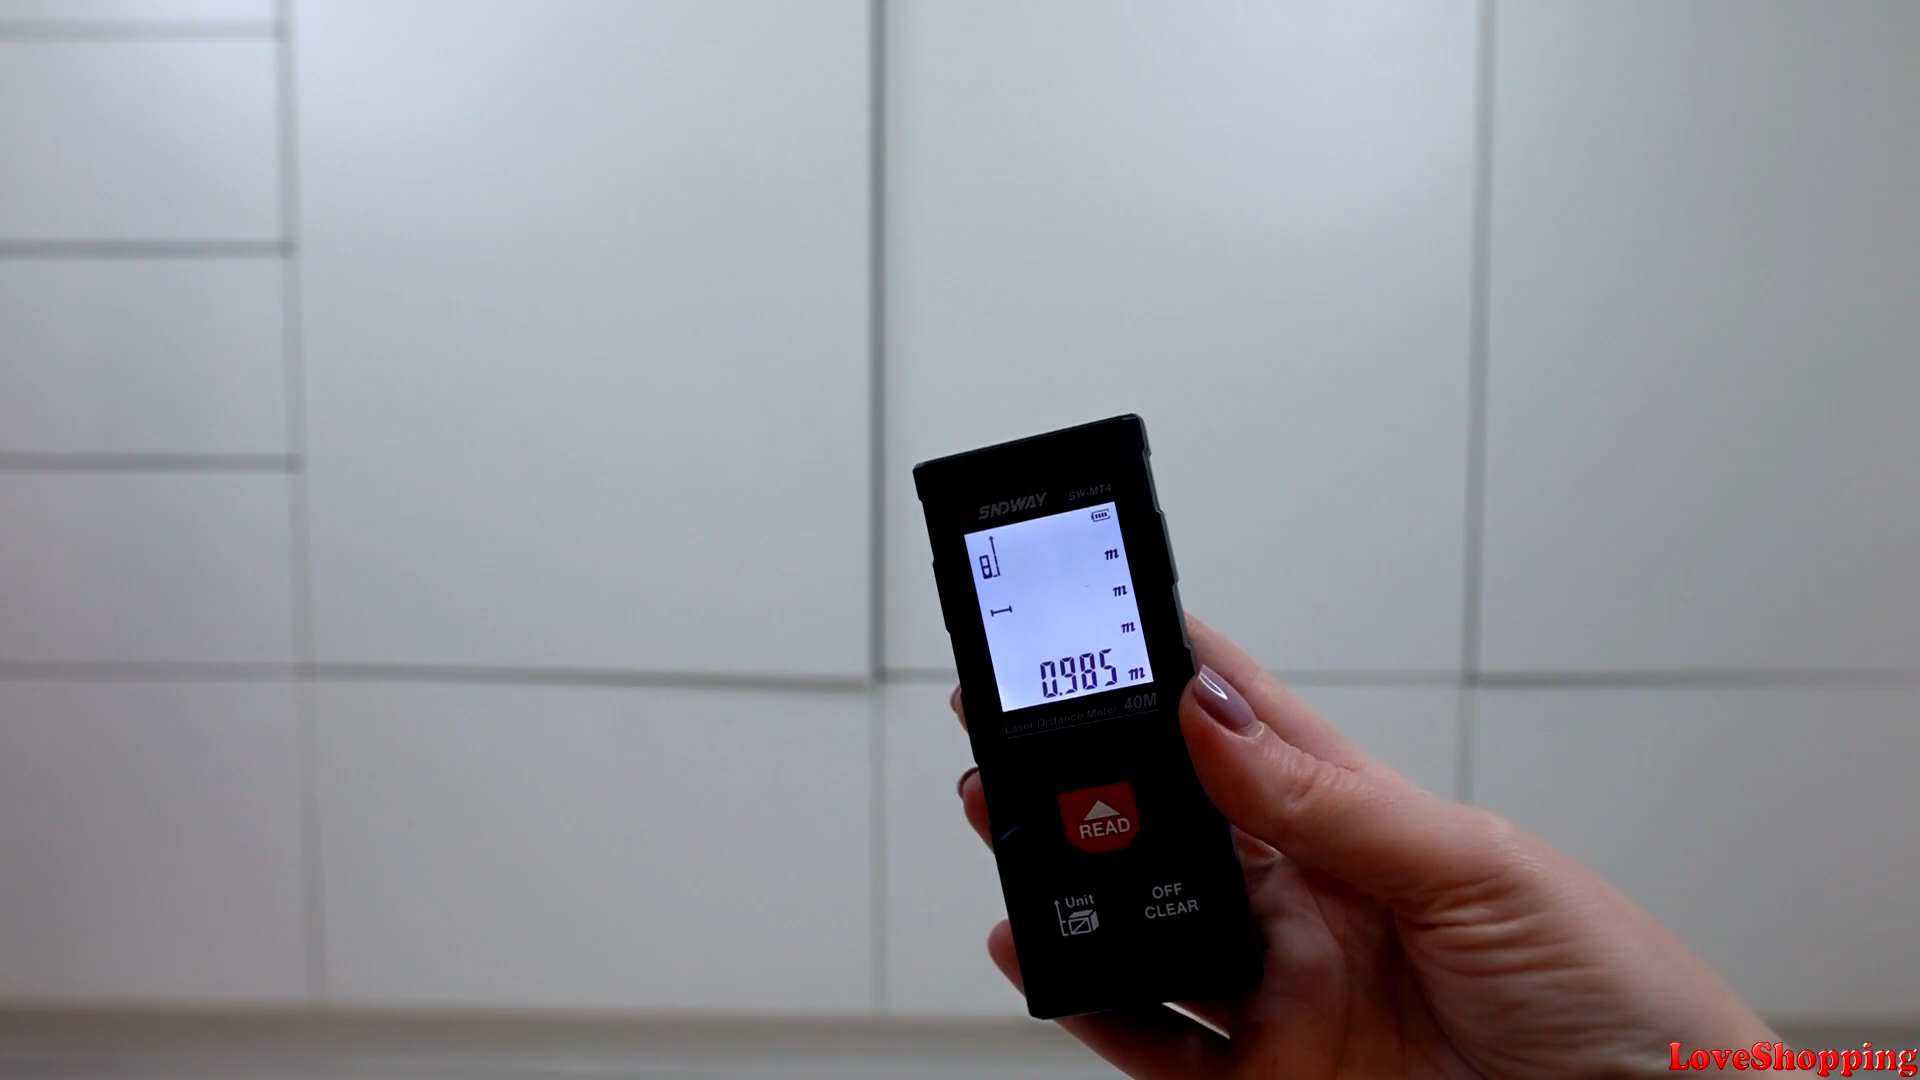 SNDWAY SW-MT4
m
m
m
0.985 m
Laser Distance Meter 40M
READ
Unit
OFF
CLEAR
LoveShopping